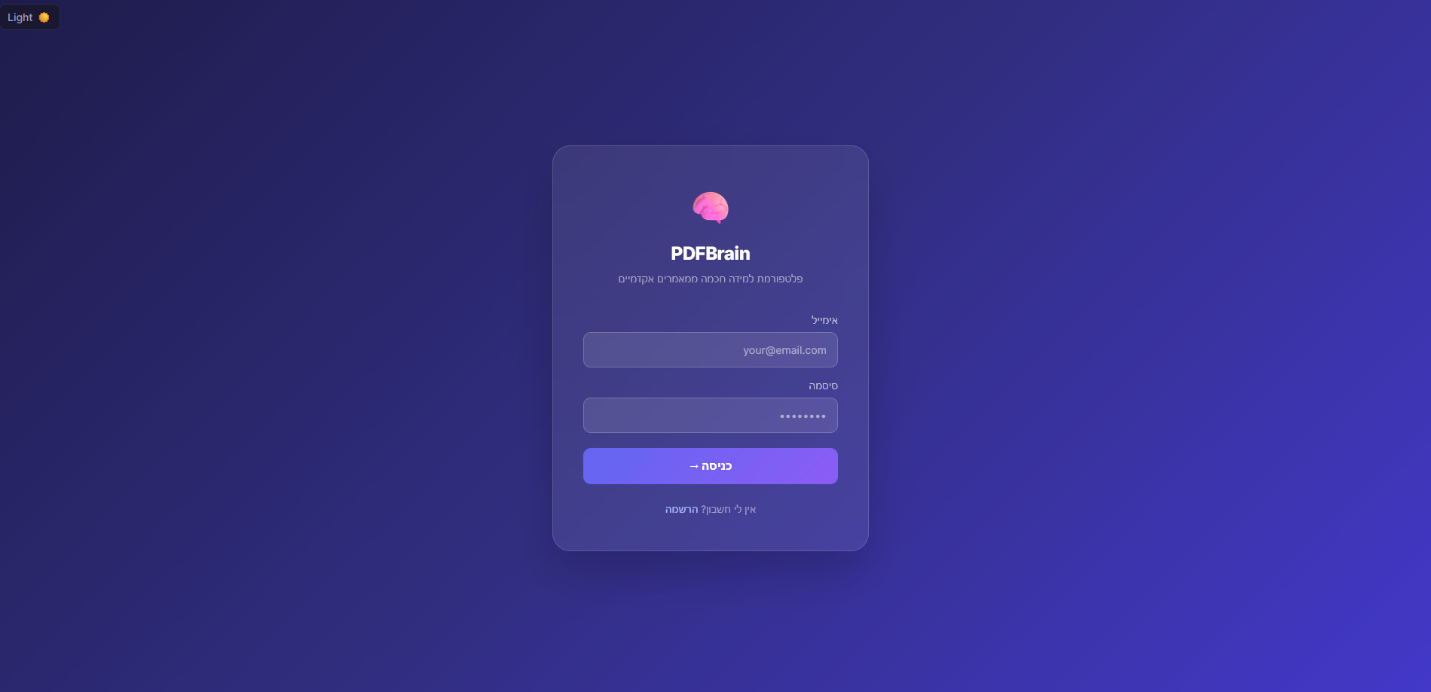 Light
PDFBrain
פלטפורמת למידה חכמה ממאמרים אקדמיים
אימייל
your@email.com
סיסמה
••••••••
כניסה →
אין לי חשבון? הרשמה